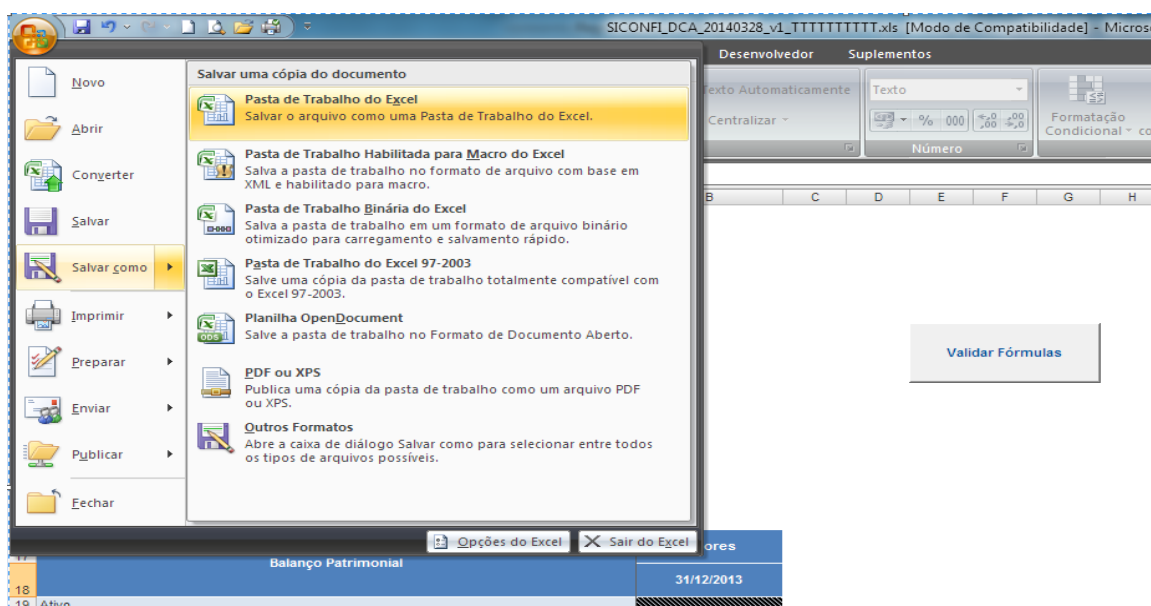 SICONFI_DCA_20140328_v1_TTTTTTTTTT.xls [Modo de Compatibilidade] - Micros
Desenvolvedor Suplementos
Novo
Abrir
Converter
Salvar
Salvar como
Imprimir
Preparar
Enviar
Publicar
Fechar
Salvar uma cópia do documento
Pasta de Trabalho do Excel
Salvar o arquivo como uma Pasta de Trabalho do Excel.
Pasta de Trabalho Habilitada para Macro do Excel
Salva a pasta de trabalho no formato de arquivo com base em
XML e habilitado para macro.
Pasta de Trabalho Binária do Excel
Salva a pasta de trabalho em um formato de arquivo binário
otimizado para carregamento e salvamento rápido.
Pasta de Trabalho do Excel 97-2003
Salve uma cópia da pasta de trabalho totalmente compatível com
o Excel 97-2003.
Planilha OpenDocument
Salve a pasta de trabalho no Formato de Documento Aberto.
PDF ou XPS
Publica uma cópia da pasta de trabalho como um arquivo PDF
ou XPS.
Outros Formatos
Abre a caixa de diálogo Salvar como para selecionar entre todos
os tipos de arquivos possíveis.
Opções do Excel
Sair do Excel
Texto Automaticamente
Centralizar
Texto
% 000
Número
Formatação
Condicional
B C D E F G H
Validar Fórmulas
17
Balanço Patrimonial
ores
31/12/2013
18
19 Ativo